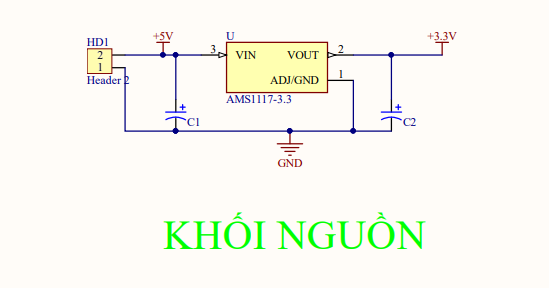 HD1
2
1
Header 2
+5V
U
3
VIN
VOUT
2
ADJ/GND
1
AMS1117-3.3
+3.3V
C1
C2
GND
KHỐI NGUỒN